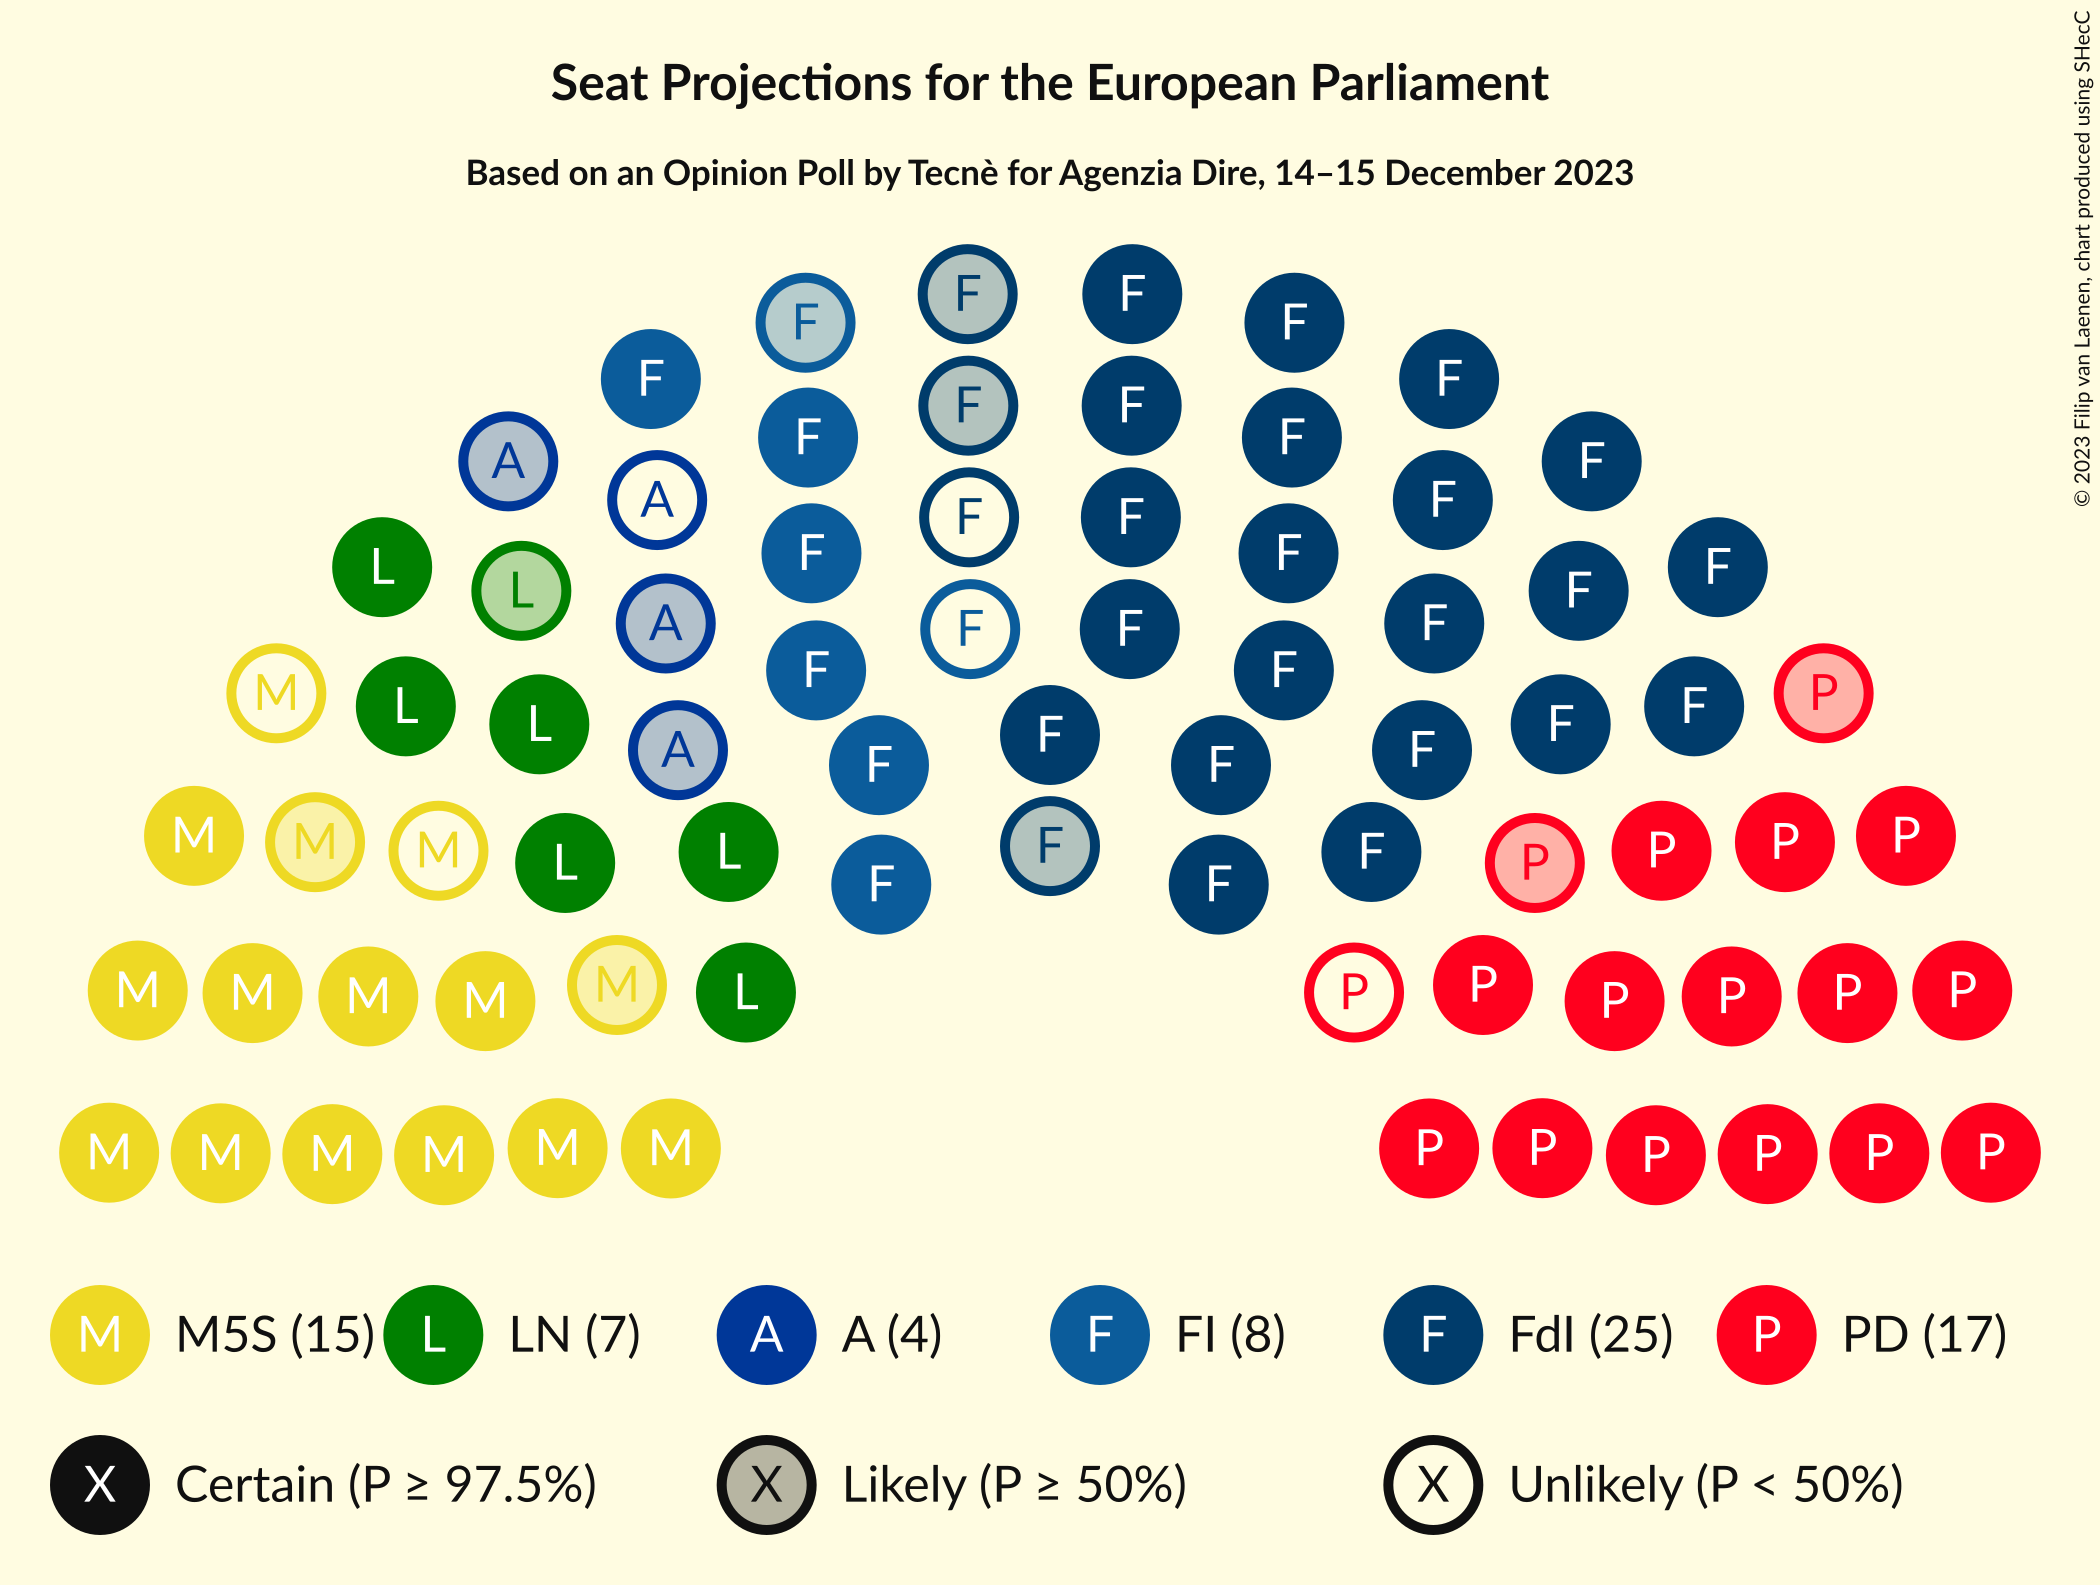 Seat Projections for the European Parliament
Based on an Opinion Poll by Tecnè for Agenzia Dire, 14–15 December 2023
© 2023 Filip van Laenen, chart produced using SHecC
F F F F
F F
F F
F F
A F
F F
A F
F F
L F
L F
A F
F F
M P
L F
L F
A F
F F
F
M P
M P
M P
L P
L F
F F
F
M P
M P
M P
M P
M P
L P
M M M M M M P P P P P P
M M5S (15) L LN (7) A A (4) F FI (8) F FdI (25) P PD (17)
X Certain (P ≥ 97.5%) X Likely (P ≥ 50%) X Unlikely (P < 50%)